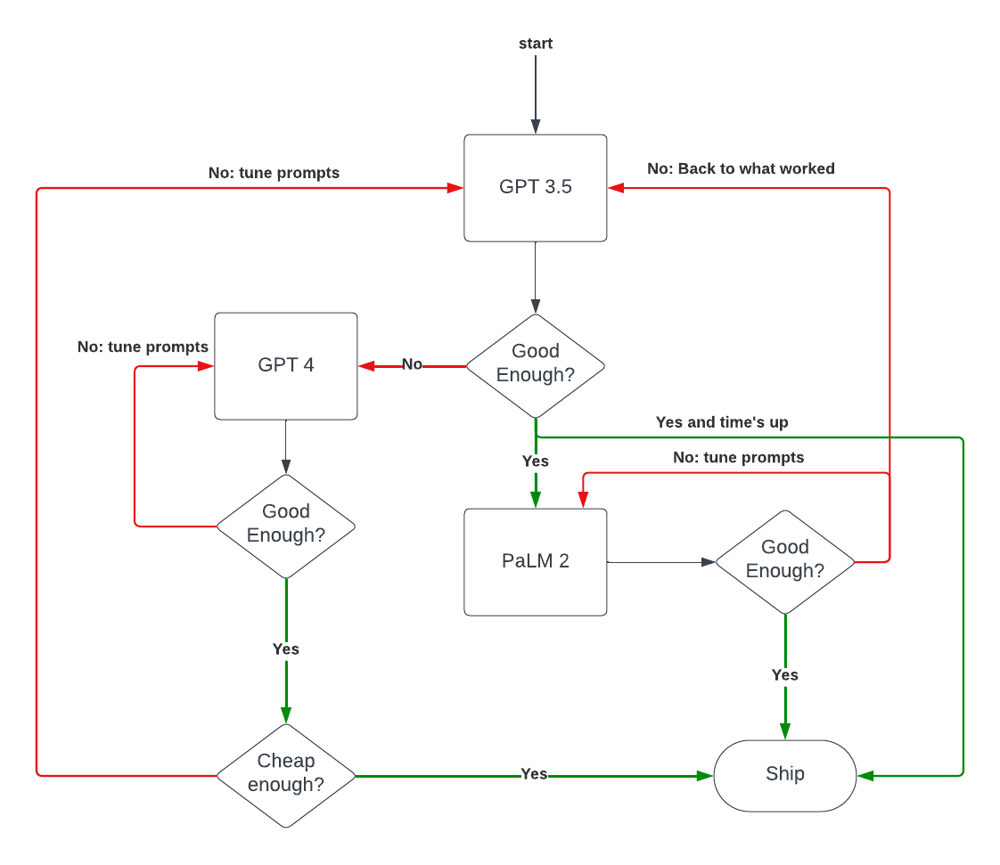 start
No: tune prompts
No: Back to what worked
GPT 3.5
No: tune prompts
GPT 4
No
Good
Enough?
Yes and time's up
Yes
No: tune prompts
Good
Enough?
PaLM 2
Good
Enough?
Yes
Yes
Cheap
enough?
Yes
Ship